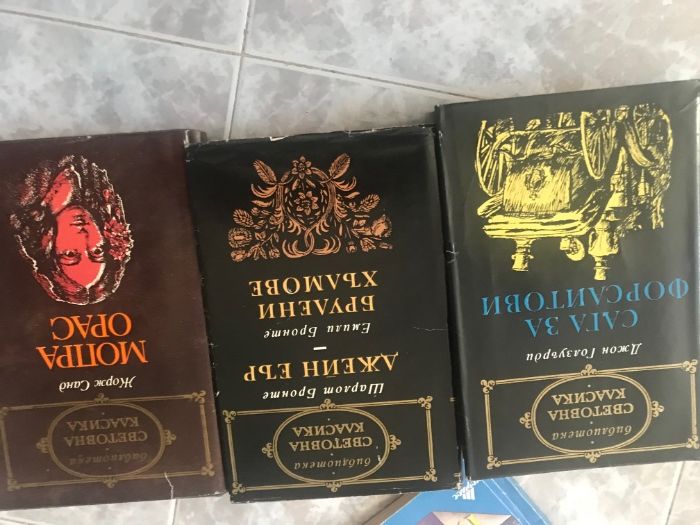 библиотека
СВЕТОВНА
КЛАСИКА
Джон Голзуърди
САГА ЗА
ФОРСАЙТОВИ
библиотека
СВЕТОВНА
КЛАСИКА
Шарлот Бронте
ДЖЕЙН ЕЪР
—
Емили Бронте
БРУЛЕНИ
ХЪЛМОВЕ
библиотека
СВЕТОВНА
КЛАСИКА
Жорж Санд
МОПРА
ОРАС